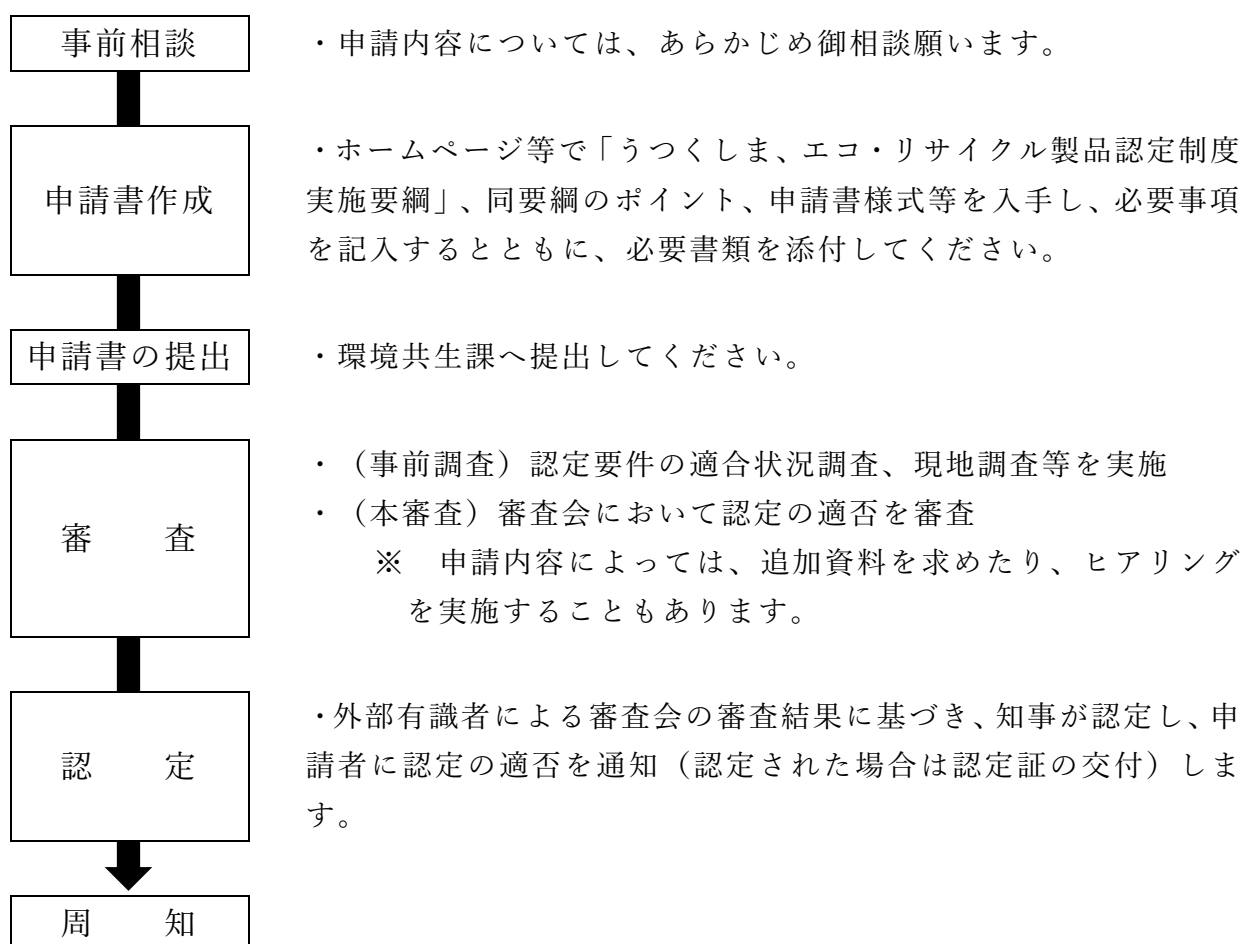 事前相談
・申請内容については、あらかじめ御相談願います。
申請書作成
・ホームページ等で「うつくしま、エコ・リサイクル製品認定制度
実施要綱」、同要綱のポイント、申請書様式等を入手し、必要事項
を記入するとともに、必要書類を添付してください。
申請書の提出
・環境共生課へ提出してください。
審　　査
・（事前調査）認定要件の適合状況調査、現地調査等を実施
・（本審査）審査会において認定の適否を審査
※　申請内容によっては、追加資料を求めたり、ヒアリング
を実施することもあります。
認　　定
・外部有識者による審査会の審査結果に基づき、知事が認定し、申
請者に認定の適否を通知（認定された場合は認定証の交付）しま
す。
周　　知